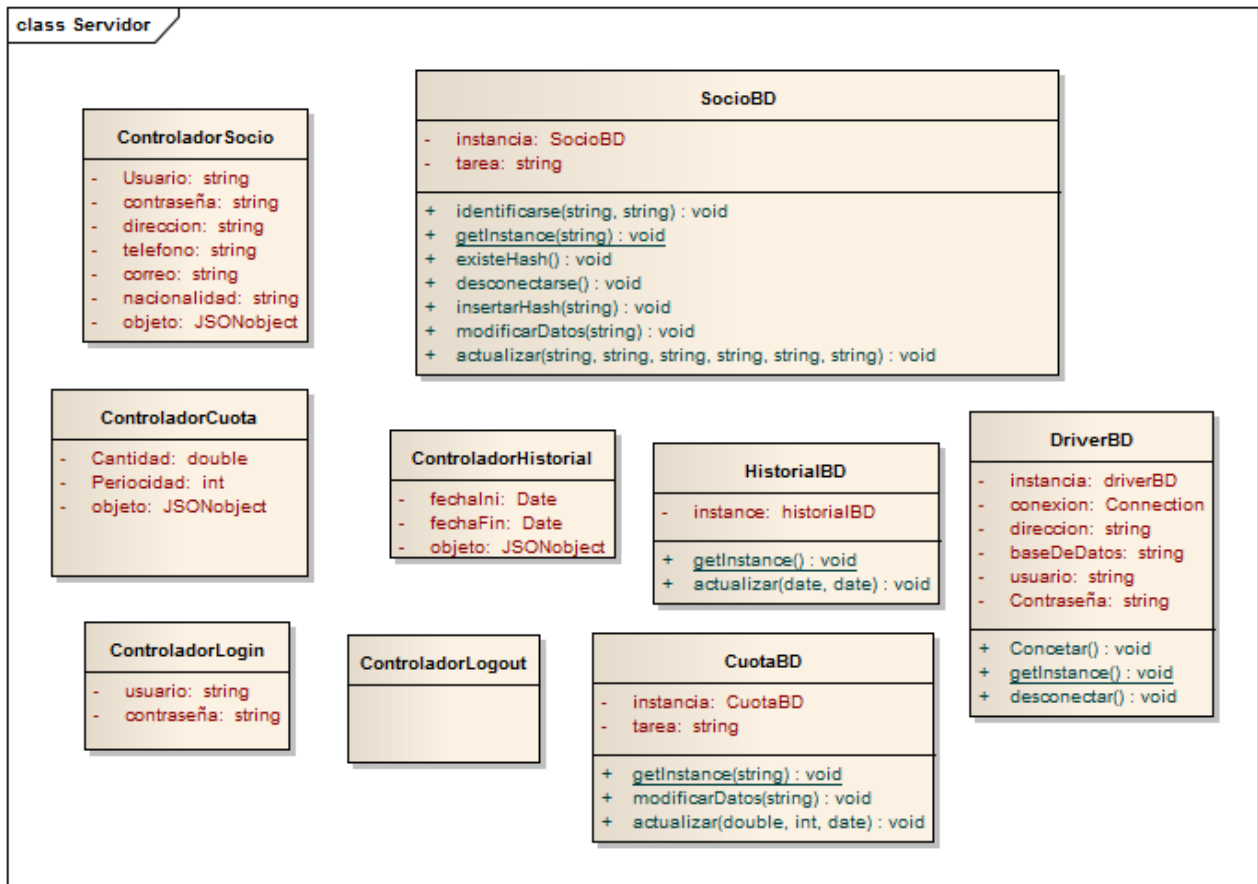 class Servidor
ControladorSocio
- Usuario: string
- contraseña: string
- direccion: string
- telefono: string
- correo: string
- nacionalidad: string
- objeto: JSONobject
SocioBD
- instancia: SocioBD
- tarea: string
+ identificarse(string, string) : void
+ getInstance(string) : void
+ existeHash() : void
+ desconectarse() : void
+ insertarHash(string) : void
+ modificarDatos(string) : void
+ actualizar(string, string, string, string, string, string) : void
ControladorCuota
- Cantidad: double
- Periocidad: int
- objeto: JSONobject
ControladorHistorial
- fechaIni: Date
- fechaFin: Date
- objeto: JSONobject
HistorialBD
- instance: historialBD
+ getInstance() : void
+ actualizar(date, date) : void
DriverBD
- instancia: driverBD
- conexion: Connection
- direccion: string
- baseDeDatos: string
- usuario: string
- Contraseña: string
+ Concetar() : void
+ getInstance() : void
+ desconectar() : void
ControladorLogin
- usuario: string
- contraseña: string
ControladorLogout
CuotaBD
- instancia: CuotaBD
- tarea: string
+ getInstance(string) : void
+ modificarDatos(string) : void
+ actualizar(double, int, date) : void